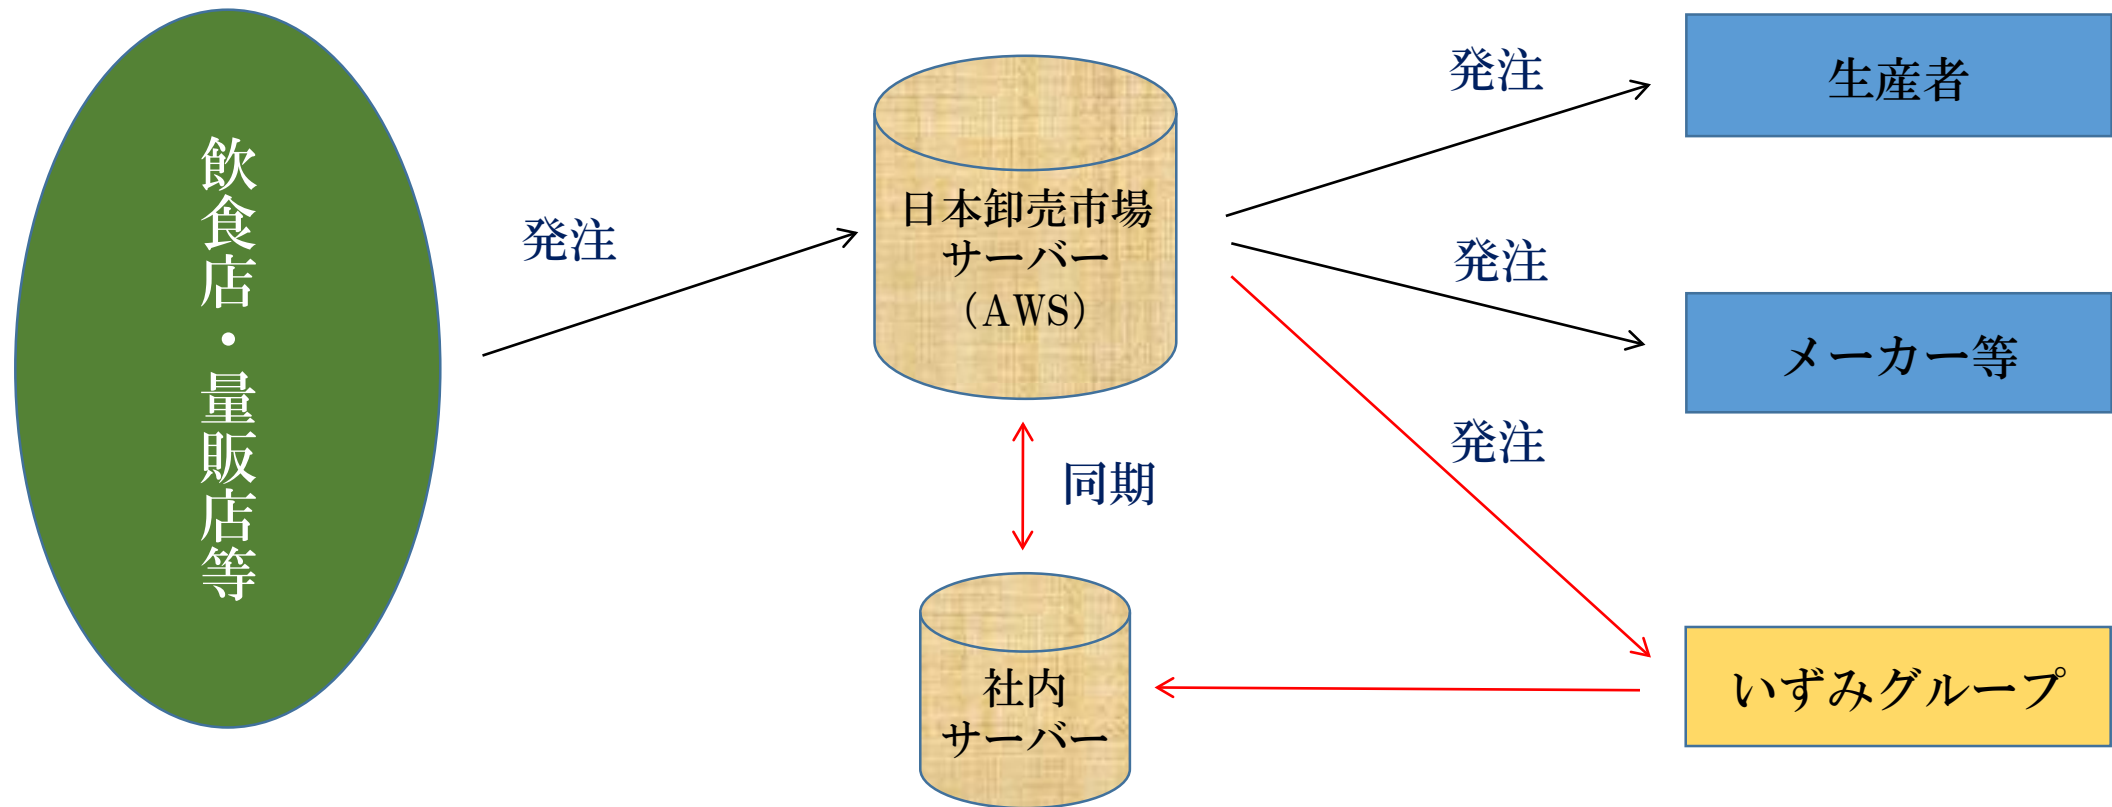 飲食店・量販店等
発注
日本卸売市場
サーバー
（AWS）
同期
社内
サーバー
発注
生産者
発注
メーカー等
発注
いずみグループ